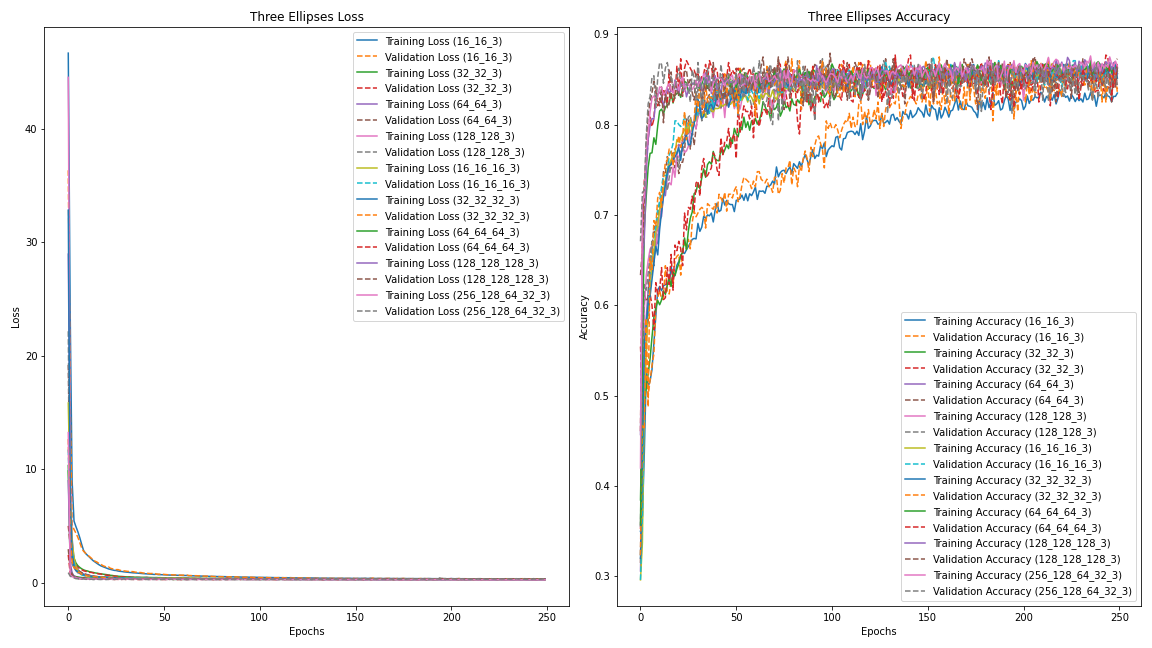 Three Ellipses Loss
Training Loss (16_16_3)
Validation Loss (16_16_3)
Training Loss (32_32_3)
Validation Loss (32_32_3)
Training Loss (64_64_3)
Validation Loss (64_64_3)
Training Loss (128_128_3)
Validation Loss (128_128_3)
Training Loss (16_16_16_3)
Validation Loss (16_16_16_3)
Training Loss (32_32_32_3)
Validation Loss (32_32_32_3)
Training Loss (64_64_64_3)
Validation Loss (64_64_64_3)
Training Loss (128_128_128_3)
Validation Loss (128_128_128_3)
Training Loss (256_128_64_32_3)
Validation Loss (256_128_64_32_3)
40
30
20
10
0
Loss
0 50 100 150 200 250
Epochs
Three Ellipses Accuracy
0.9
0.8
0.7
0.6
0.5
0.4
0.3
Accuracy
Training Accuracy (16_16_3)
Validation Accuracy (16_16_3)
Training Accuracy (32_32_3)
Validation Accuracy (32_32_3)
Training Accuracy (64_64_3)
Validation Accuracy (64_64_3)
Training Accuracy (128_128_3)
Validation Accuracy (128_128_3)
Training Accuracy (16_16_16_3)
Validation Accuracy (16_16_16_3)
Training Accuracy (32_32_32_3)
Validation Accuracy (32_32_32_3)
Training Accuracy (64_64_64_3)
Validation Accuracy (64_64_64_3)
Training Accuracy (128_128_128_3)
Validation Accuracy (128_128_128_3)
Training Accuracy (256_128_64_32_3)
Validation Accuracy (256_128_64_32_3)
0 50 100 150 200 250
Epochs